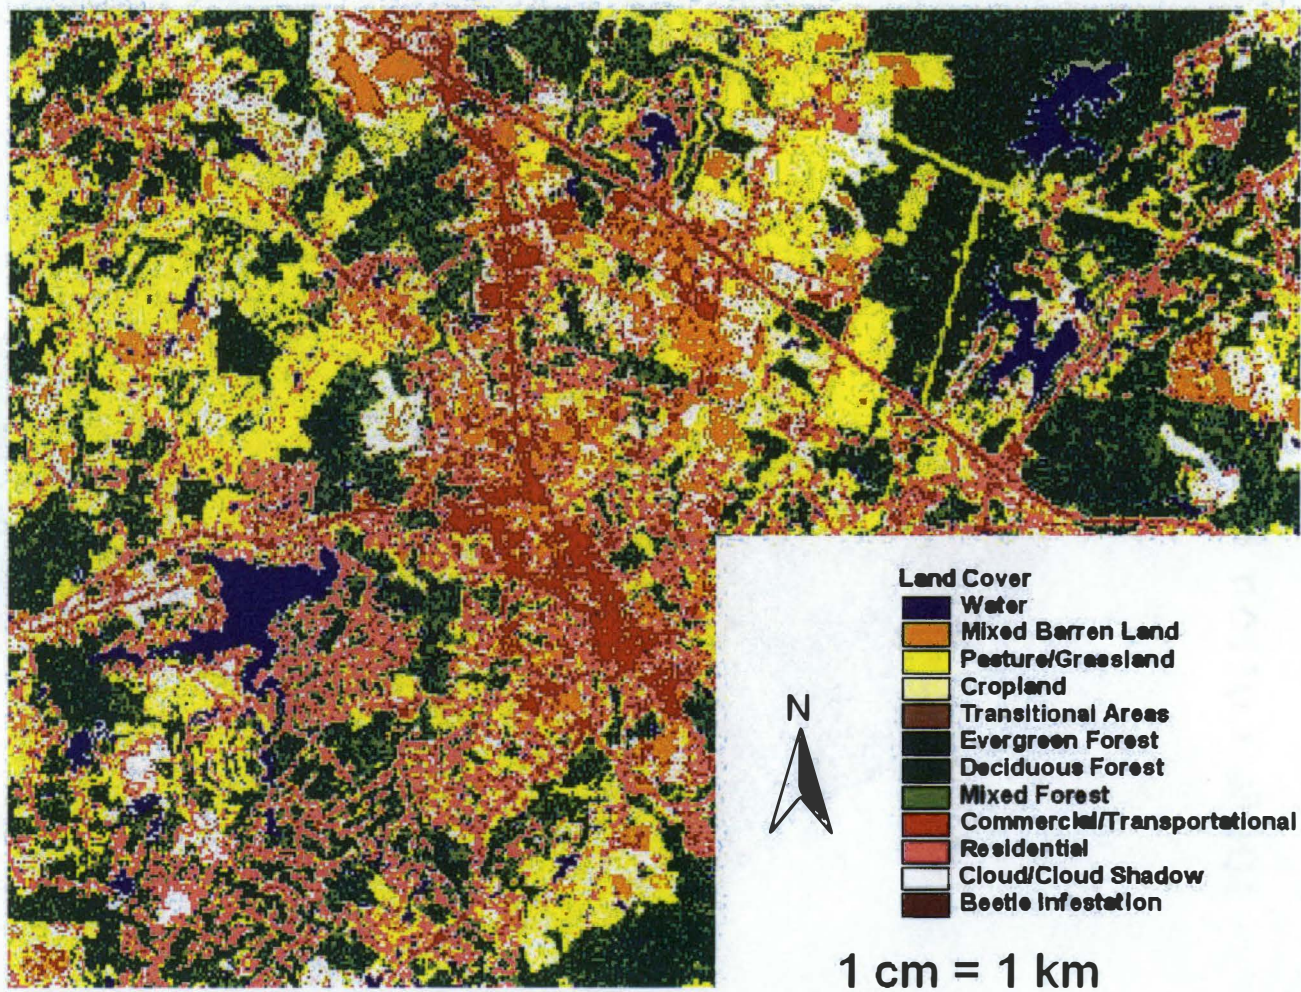 Land Cover
Water
Mixed Barren Land
Pasture/Grassland
Cropland
Transitional Areas
Evergreen Forest
Deciduous Forest
Mixed Forest
Commercial/Transportational
Residential
Cloud/Cloud Shadow
Beetle Infestation
N
1 cm = 1 km